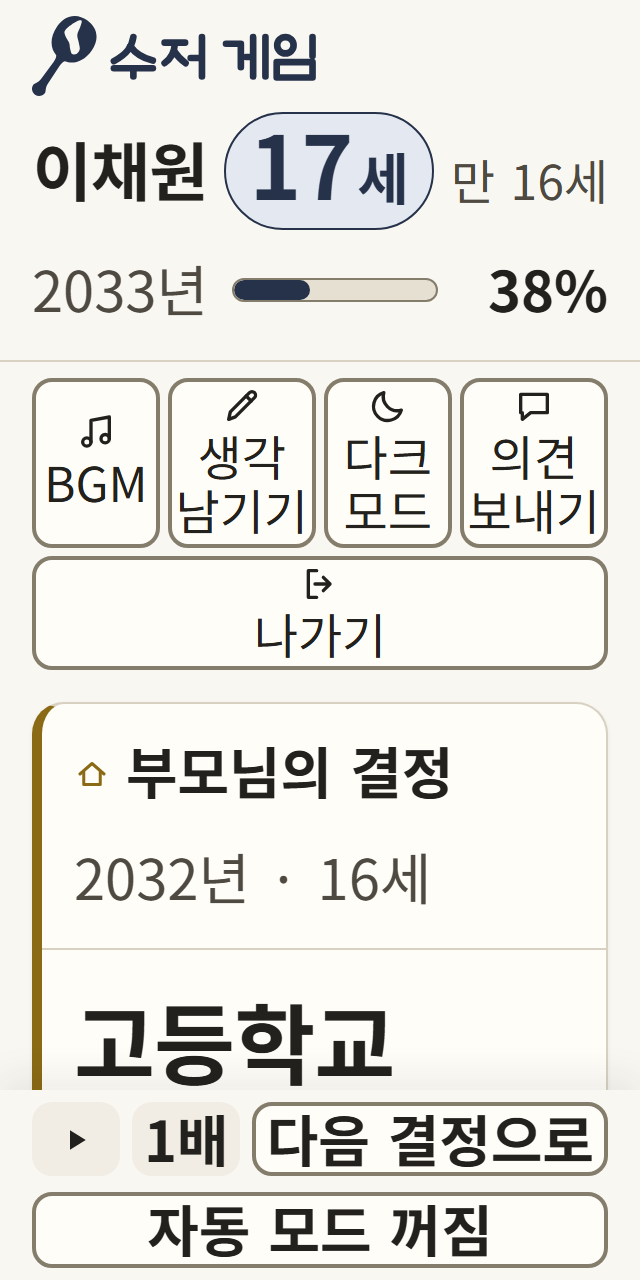 수저 게임
이채원 17세 만 16세
2033년 38%
BGM
생각
남기기
다크
모드
의견
보내기
나가기
부모님의 결정
2032년 · 16세
고등학교
1배 다음 결정으로
자동 모드 꺼짐